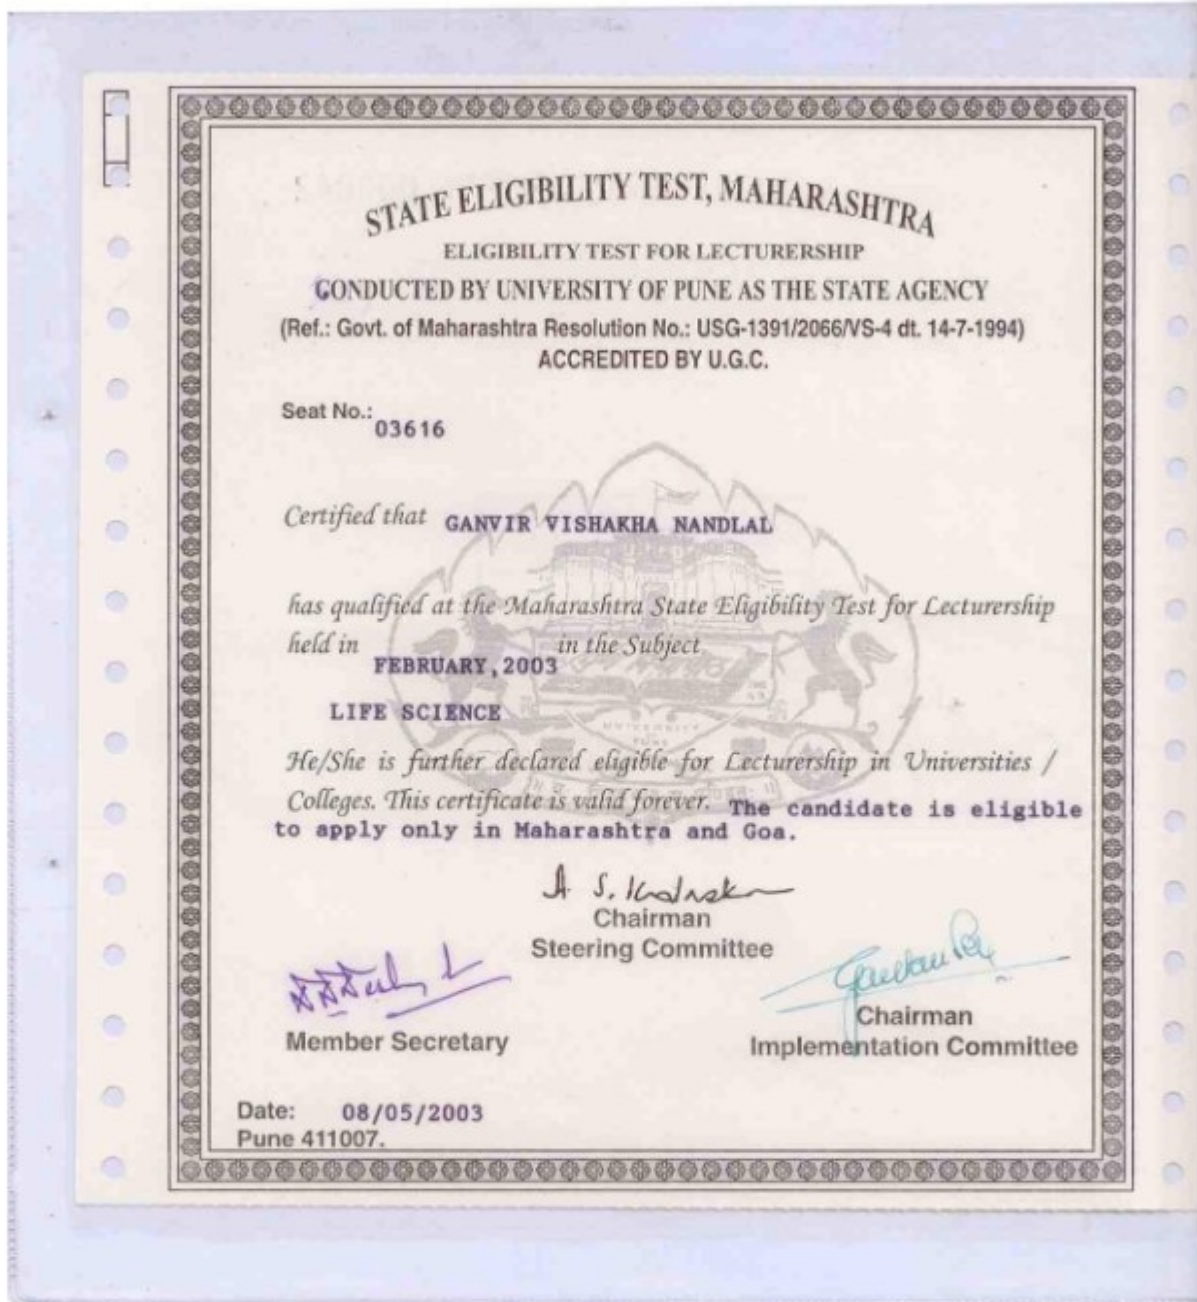 STATE ELIGIBILITY TEST, MAHARASHTRA
ELIGIBILITY TEST FOR LECTURERSHIP
CONDUCTED BY UNIVERSITY OF PUNE AS THE STATE AGENCY
(Ref.: Govt. of Maharashtra Resolution No.: USG-1391/2066/VS-4 dt. 14-7-1994)
ACCREDITED BY U.G.C.
Seat No.: 03616
Certified that GANVIR VISHAKHA NANDLAL
has qualified at the Maharashtra State Eligibility Test for Lecturership
held in FEBRUARY, 2003 in the Subject
LIFE SCIENCE
He/She is further declared eligible for Lecturership in Universities /
Colleges. This certificate is valid forever. The candidate is eligible
to apply only in Maharashtra and Goa.
Chairman
Steering Committee
Member Secretary
Chairman
Implementation Committee
Date: 08/05/2003
Pune 411007.